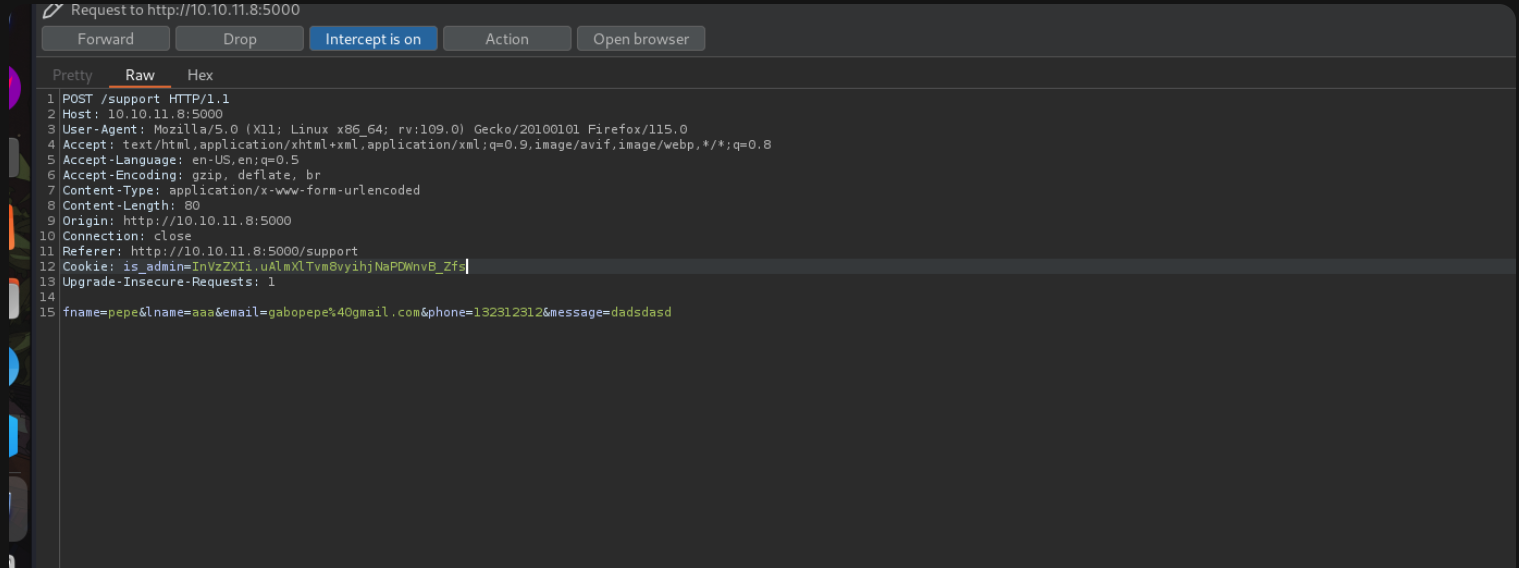 Request to http://10.10.11.8:5000
Forward Drop Intercept is on Action Open browser
Pretty Raw Hex
1 POST /support HTTP/1.1
2 Host: 10.10.11.8:5000
3 User-Agent: Mozilla/5.0 (X11; Linux x86_64; rv:109.0) Gecko/20100101 Firefox/115.0
4 Accept: text/html,application/xhtml+xml,application/xml;q=0.9,image/avif,image/webp,*/*;q=0.8
5 Accept-Language: en-US,en;q=0.5
6 Accept-Encoding: gzip, deflate, br
7 Content-Type: application/x-www-form-urlencoded
8 Content-Length: 80
9 Origin: http://10.10.11.8:5000
10 Connection: close
11 Referer: http://10.10.11.8:5000/support
12 Cookie: is_admin=InVzZXIi.uAlmXlTvm8vyihjNaPDWnvB_Zfs
13 Upgrade-Insecure-Requests: 1
14
15 fname=pepe&lname=aaa&email=gabopepe%40gmail.com&phone=132312312&message=dadsdasd